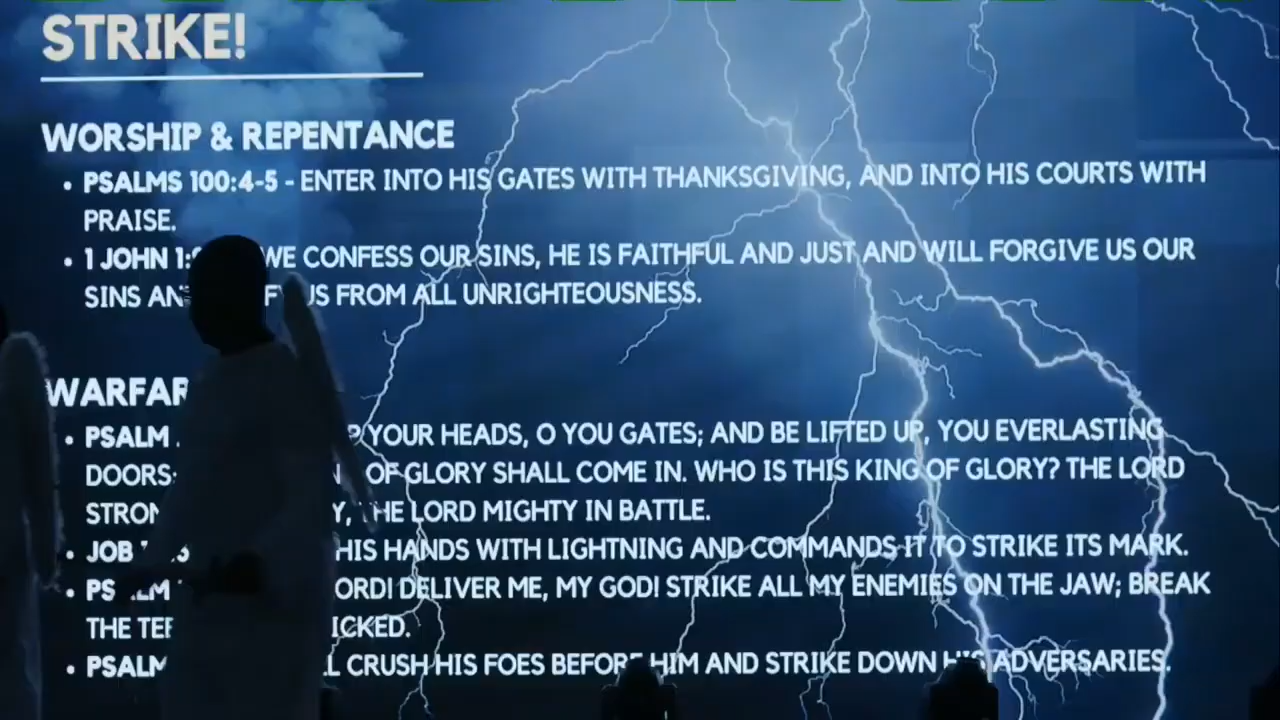 STRIKE!
WORSHIP & REPENTANCE
• PSALMS 100:4-5 - ENTER INTO HIS GATES WITH THANKSGIVING, AND INTO HIS COURTS WITH
PRAISE.
• 1 JOHN 1: WE CONFESS OUR SINS, HE IS FAITHFUL AND JUST AND WILL FORGIVE US OUR
SINS US FROM ALL UNRIGHTEOUSNESS.
• PSALM YOUR HEADS, O YOU GATES; AND BE LIFTED UP, YOU EVERLASTING
DOORS; OF GLORY SHALL COME IN. WHO IS THIS KING OF GLORY? THE LORD
THE LORD MIGHTY IN BATTLE.
• JOB HIS HANDS WITH LIGHTNING AND COMMANDS IT TO STRIKE ITS MARK.
• DELIVER ME, MY GOD! STRIKE ALL MY ENEMIES ON THE JAW; BREAK
THE
• PSALM CRUSH HIS FOES BEFORE HIM AND STRIKE DOWN HIS ADVERSARIES.